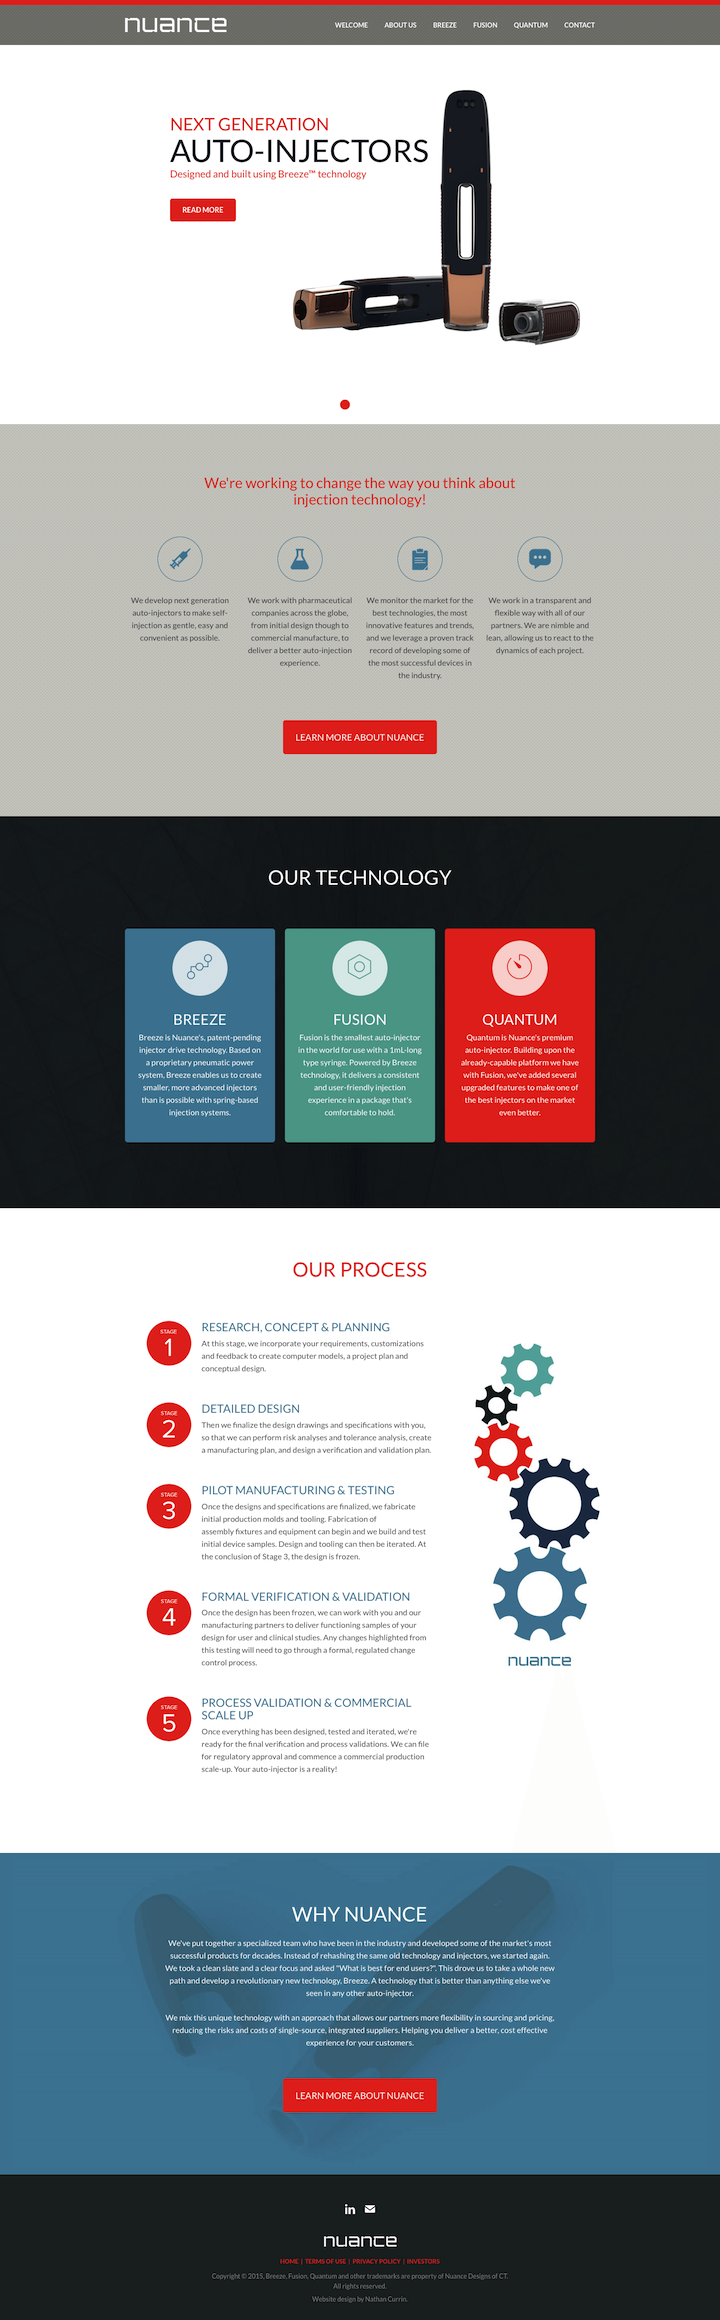 nuance
WELCOME ABOUT US BREEZE FUSION QUANTUM CONTACT
NEXT GENERATION
AUTO-INJECTORS
Designed and built using Breeze™ technology
READ MORE
We're working to change the way you think about
injection technology!
We develop next generation
auto-injectors to make self-
injection as gentle, easy and
convenient as possible.
We work with pharmaceutical
companies across the globe,
from initial design though to
commercial manufacture, to
deliver a better auto-injection
experience.
We monitor the market for the
best technologies, the most
innovative features and trends,
and we leverage a proven track
record of developing some of
the most successful devices in
the industry.
We work in a transparent and
flexible way with all of our
partners. We are nimble and
lean, allowing us to react to the
dynamics of each project.
LEARN MORE ABOUT NUANCE
OUR TECHNOLOGY
BREEZE
Breeze is Nuance's, patent-pending
injector drive technology. Based on
a proprietary pneumatic power
system, Breeze enables us to create
smaller, more advanced injectors
than is possible with spring-based
injection systems.
FUSION
Fusion is the smallest auto-injector
in the world for use with a 1mL-long
type syringe. Powered by Breeze
technology, it delivers a consistent
and user-friendly injection
experience in a package that's
comfortable to hold.
QUANTUM
Quantum is Nuance's premium
auto-injector. Building upon the
already-capable platform we have
with Fusion, we've added several
upgraded features to make one of
the best injectors on the market
even better.
OUR PROCESS
STAGE
1
RESEARCH, CONCEPT & PLANNING
At this stage, we incorporate your requirements, customizations
and feedback to create computer models, a project plan and
conceptual design.
STAGE
2
DETAILED DESIGN
Then we finalize the design drawings and specifications with you,
so that we can perform risk analyses and tolerance analysis, create
a manufacturing plan, and design a verification and validation plan.
STAGE
3
PILOT MANUFACTURING & TESTING
Once the designs and specifications are finalized, we fabricate
initial production molds and tooling. Fabrication of
assembly fixtures and equipment can begin and we build and test
initial device samples. Design and tooling can then be iterated. At
the conclusion of Stage 3, the design is frozen.
STAGE
4
FORMAL VERIFICATION & VALIDATION
Once the design has been frozen, we can work with you and our
manufacturing partners to deliver functioning samples of your
design for user and clinical studies. Any changes highlighted from
this testing will need to go through a formal, regulated change
control process.
STAGE
5
PROCESS VALIDATION & COMMERCIAL
SCALE UP
Once everything has been designed, tested and iterated, we're
ready for the final verification and process validations. We can file
for regulatory approval and commence a commercial production
scale-up. Your auto-injector is a reality!
nuance
WHY NUANCE
We've put together a specialized team who have been in the industry and developed some of the market's most
successful products for decades. Instead of rehashing the same old technology and injectors, we started again.
We took a clean slate and a clear focus and asked "What is best for end users?". This drove us to take a whole new
path and develop a revolutionary new technology, Breeze. A technology that is better than anything else we've
seen in any other auto-injector.
We mix this unique technology with an approach that allows our partners more flexibility in sourcing and pricing,
reducing the risks and costs of single-source, integrated suppliers. Helping you deliver a better, cost effective
experience for your customers.
LEARN MORE ABOUT NUANCE
in
nuance
HOME | TERMS OF USE | PRIVACY POLICY | INVESTORS
Copyright © 2015, Breeze, Fusion, Quantum and other trademarks are property of Nuance Designs of CT.
All rights reserved.
Website design by Nathan Currin.